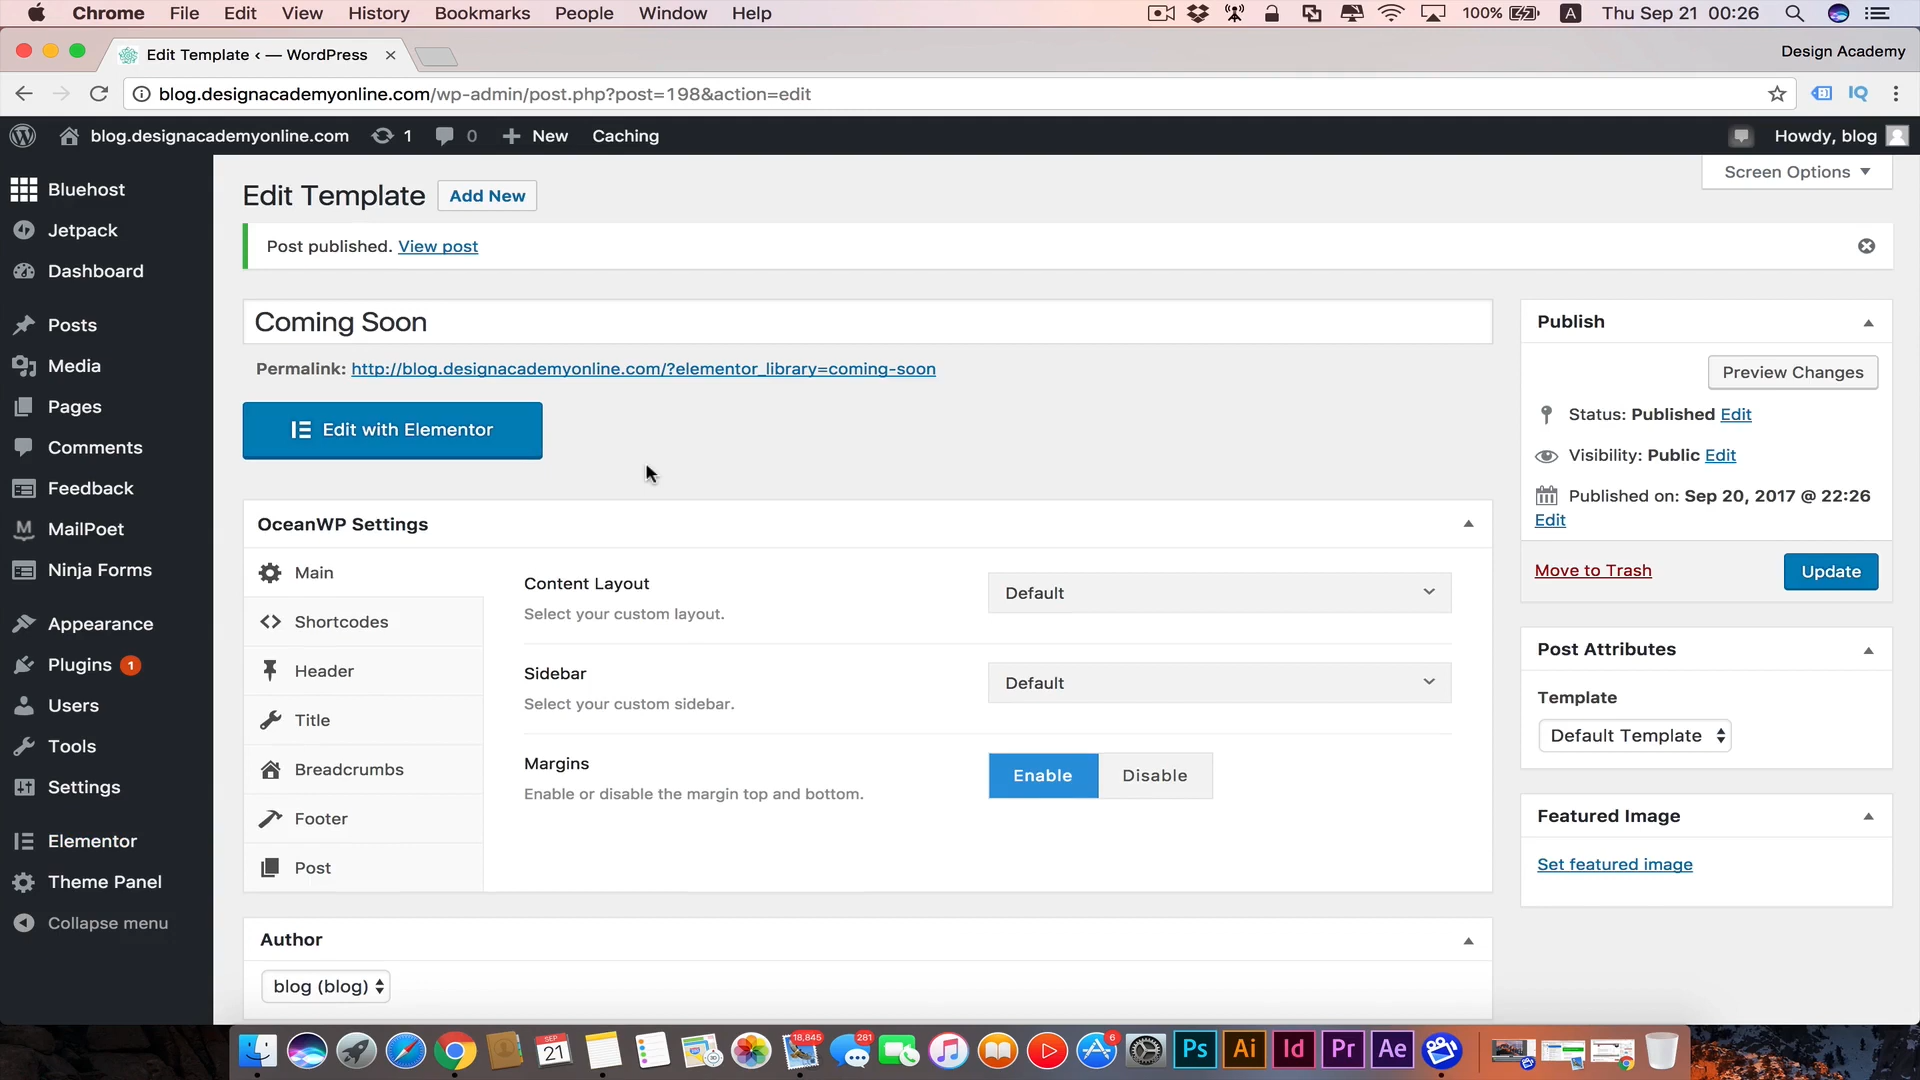 Chrome File Edit View History Bookmarks People Window Help 100% A Thu Sep 21 00:26
Edit Template ‹ — WordPress Design Academy
blog.designacademyonline.com/wp-admin/post.php?post=198&action=edit IQ
blog.designacademyonline.com 1 0 New Caching Howdy, blog
Screen Options
Bluehost
Jetpack
Dashboard
Posts
Media
Pages
Comments
Feedback
MailPoet
Ninja Forms
Appearance
Plugins 1
Users
Tools
Settings
Elementor
Theme Panel
Collapse menu
Edit Template Add New
Post published. View post
Coming Soon
Permalink: http://blog.designacademyonline.com/?elementor_library=coming-soon
Edit with Elementor
OceanWP Settings
Main
Shortcodes
Header
Title
Breadcrumbs
Footer
Post
Content Layout
Select your custom layout.
Default
Sidebar
Select your custom sidebar.
Default
Margins
Enable or disable the margin top and bottom.
Enable Disable
Author
blog (blog)
Publish
Preview Changes
Status: Published Edit
Visibility: Public Edit
Published on: Sep 20, 2017 @ 22:26
Edit
Move to Trash Update
Post Attributes
Template
Default Template
Featured Image
Set featured image
SEP
21
18,845
281
6
Ps Ai Id Pr Ae